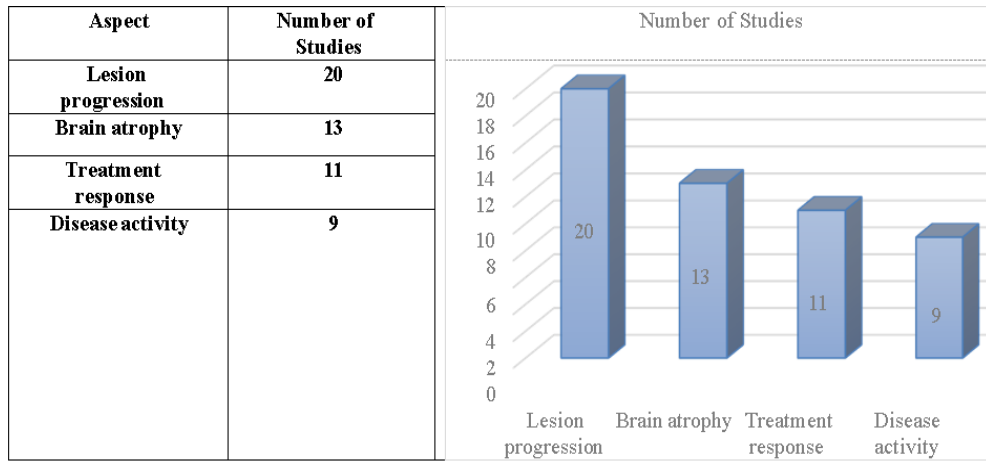 Aspect
Number of
Studies
Lesion
progression
20
Brain atrophy
13
Treatment
response
11
Disease activity
9
Number of Studies
20
18
16
14
12
10
8
6
4
2
0
20
13
11
9
Lesion
progression
Brain atrophy
Treatment
response
Disease
activity